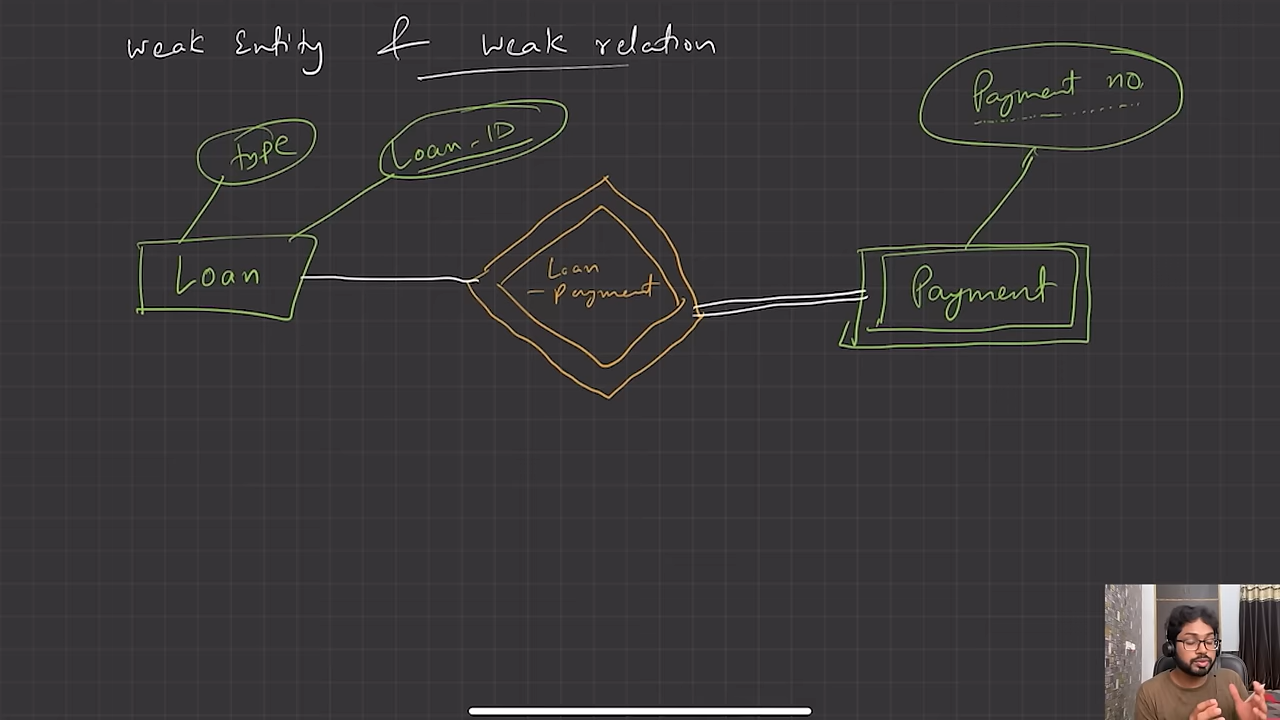 weak Entity & weak relation
Payment no.
type
Loan-ID
Loan
Loan
-Payment
Payment